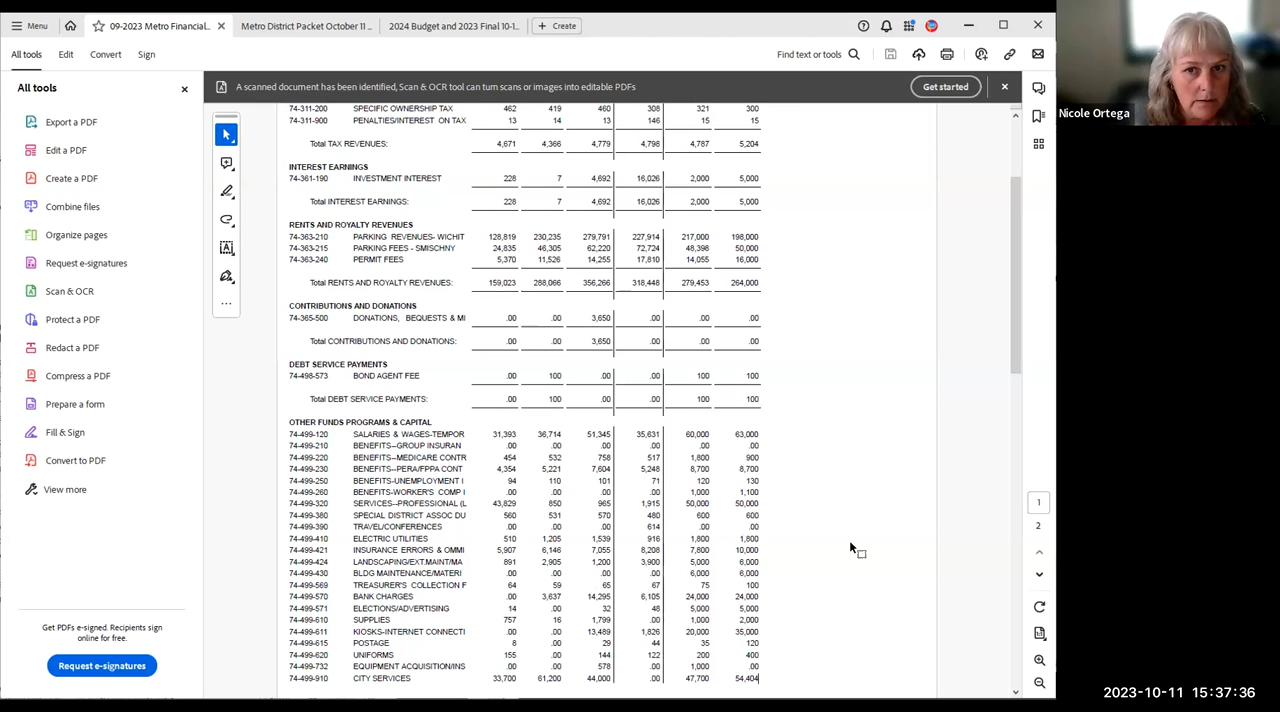 Menu 09-2023 Metro Financial... Metro District Packet October 11 ... 2024 Budget and 2023 Final 10-1... + Create
All tools Edit Convert Sign Find text or tools
All tools
Export a PDF
Edit a PDF
Create a PDF
Combine files
Organize pages
Request e-signatures
Scan & OCR
Protect a PDF
Redact a PDF
Compress a PDF
Prepare a form
Fill & Sign
Convert to PDF
View more
Get PDFs e-signed. Recipients sign
online for free.
Request e-signatures
A scanned document has been identified, Scan & OCR tool can turn scans or images into editable PDFs Get started
74-311-200 SPECIFIC OWNERSHIP TAX 462 419 460 308 321 300
74-311-900 PENALTIES/INTEREST ON TAX 13 14 13 146 15 15
Total TAX REVENUES: 4,671 4,366 4,779 4,798 4,787 5,204
INTEREST EARNINGS
74-361-190 INVESTMENT INTEREST 228 7 4,692 16,026 2,000 5,000
Total INTEREST EARNINGS: 228 7 4,692 16,026 2,000 5,000
RENTS AND ROYALTY REVENUES
74-363-210 PARKING REVENUES- WICHIT 128,819 230,235 279,791 227,914 217,000 198,000
74-363-215 PARKING FEES - SMISCHNY 24,835 46,305 62,220 72,724 48,398 50,000
74-363-240 PERMIT FEES 5,370 11,526 14,255 17,810 14,055 16,000
Total RENTS AND ROYALTY REVENUES: 159,023 288,066 356,266 318,448 279,453 264,000
CONTRIBUTIONS AND DONATIONS
74-365-500 DONATIONS, BEQUESTS & MI .00 .00 3,650 .00 .00 .00
Total CONTRIBUTIONS AND DONATIONS: .00 .00 3,650 .00 .00 .00
DEBT SERVICE PAYMENTS
74-498-573 BOND AGENT FEE .00 100 .00 .00 100 100
Total DEBT SERVICE PAYMENTS: .00 100 .00 .00 100 100
OTHER FUNDS PROGRAMS & CAPITAL
74-499-120 SALARIES & WAGES-TEMPOR 31,393 36,714 51,345 35,631 60,000 63,000
74-499-210 BENEFITS--GROUP INSURAN .00 .00 .00 .00 .00 .00
74-499-220 BENEFITS--MEDICARE CONTR 454 532 758 517 1,800 900
74-499-230 BENEFITS--PERA/FPPA CONT 4,354 5,221 7,604 5,248 8,700 8,700
74-499-250 BENEFITS-UNEMPLOYMENT I 94 110 101 71 120 130
74-499-260 BENEFITS-WORKER'S COMP I .00 .00 .00 .00 1,000 1,100
74-499-320 SERVICES--PROFESSIONAL (L 43,829 850 965 1,915 50,000 50,000
74-499-380 SPECIAL DISTRICT ASSOC DU 560 531 570 480 600 600
74-499-390 TRAVEL/CONFERENCES .00 .00 .00 614 .00 .00
74-499-410 ELECTRIC UTILITIES 510 1,205 1,539 916 1,800 1,800
74-499-421 INSURANCE ERRORS & OMMI 5,907 6,146 7,055 8,208 7,800 10,000
74-499-424 LANDSCAPING/EXT.MAINT/MA 891 2,905 1,200 3,900 5,000 6,000
74-499-430 BLDG MAINTENANCE/MATERI .00 .00 .00 .00 6,000 6,000
74-499-569 TREASURER'S COLLECTION F 64 59 65 67 75 100
74-499-570 BANK CHARGES .00 3,637 14,295 6,105 24,000 24,000
74-499-571 ELECTIONS/ADVERTISING 14 .00 32 48 5,000 5,000
74-499-610 SUPPLIES 757 16 1,799 .00 1,000 2,000
74-499-611 KIOSKS-INTERNET CONNECTI .00 .00 13,489 1,826 20,000 35,000
74-499-615 POSTAGE 8 .00 29 44 35 120
74-499-620 UNIFORMS 155 .00 144 122 200 400
74-499-732 EQUIPMENT ACQUISITION/INS .00 .00 578 .00 1,000 .00
74-499-910 CITY SERVICES 33,700 61,200 44,000 .00 47,700 54,404
1
2
Nicole Ortega
2023-10-11 15:37:36